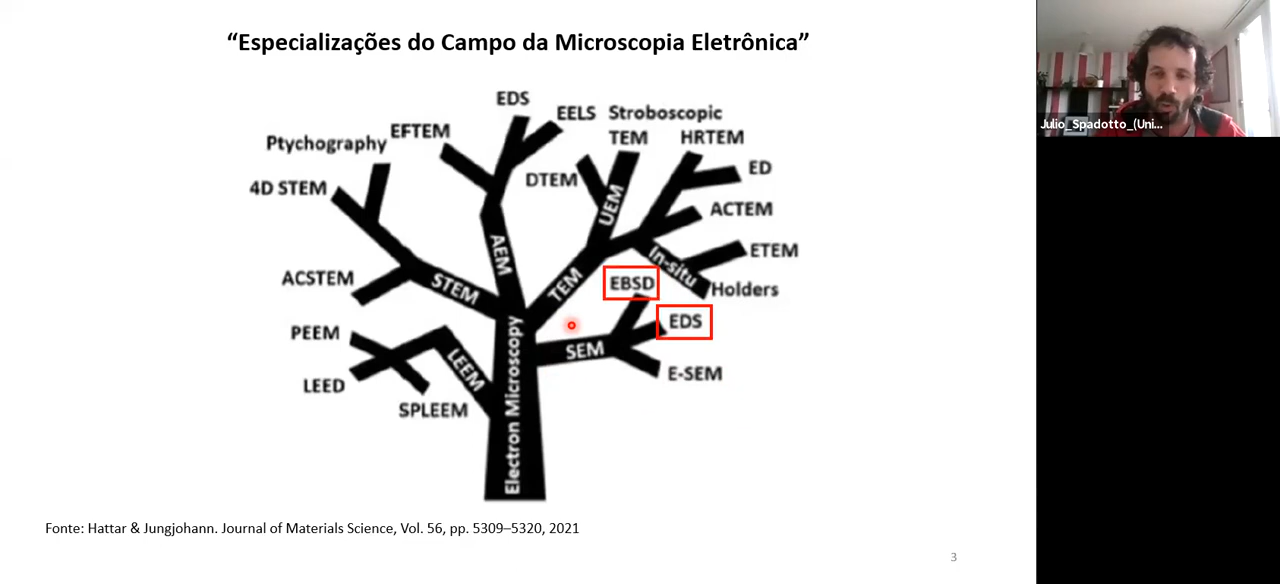 “Especializações do Campo da Microscopia Eletrônica”
EDS
EELS
Stroboscopic
TEM
HRTEM
EFTEM
Ptychography
4D STEM
DTEM
UEM
ED
ACTEM
ETEM
In-situ
Holders
AEM
TEM
STEM
ACSTEM
EBSD
EDS
SEM
E-SEM
PEEM
LEED
LEEM
SPLEEM
Electron Microscopy
Fonte: Hattar & Jungjohann. Journal of Materials Science, Vol. 56, pp. 5309–5320, 2021
3
Julio_Spadotto_(Uni...